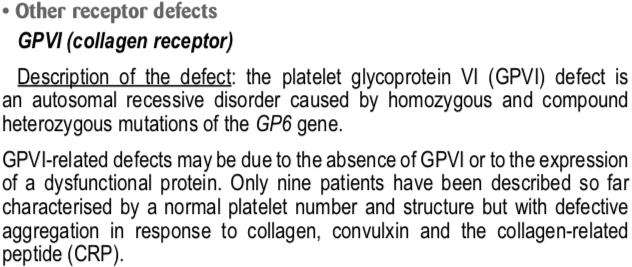 • Other receptor defects
GPVI (collagen receptor)
Description of the defect: the platelet glycoprotein VI (GPVI) defect is
an autosomal recessive disorder caused by homozygous and compound
heterozygous mutations of the GP6 gene.
GPVI-related defects may be due to the absence of GPVI or to the expression
of a dysfunctional protein. Only nine patients have been described so far
characterised by a normal platelet number and structure but with defective
aggregation in response to collagen, convulxin and the collagen-related
peptide (CRP).